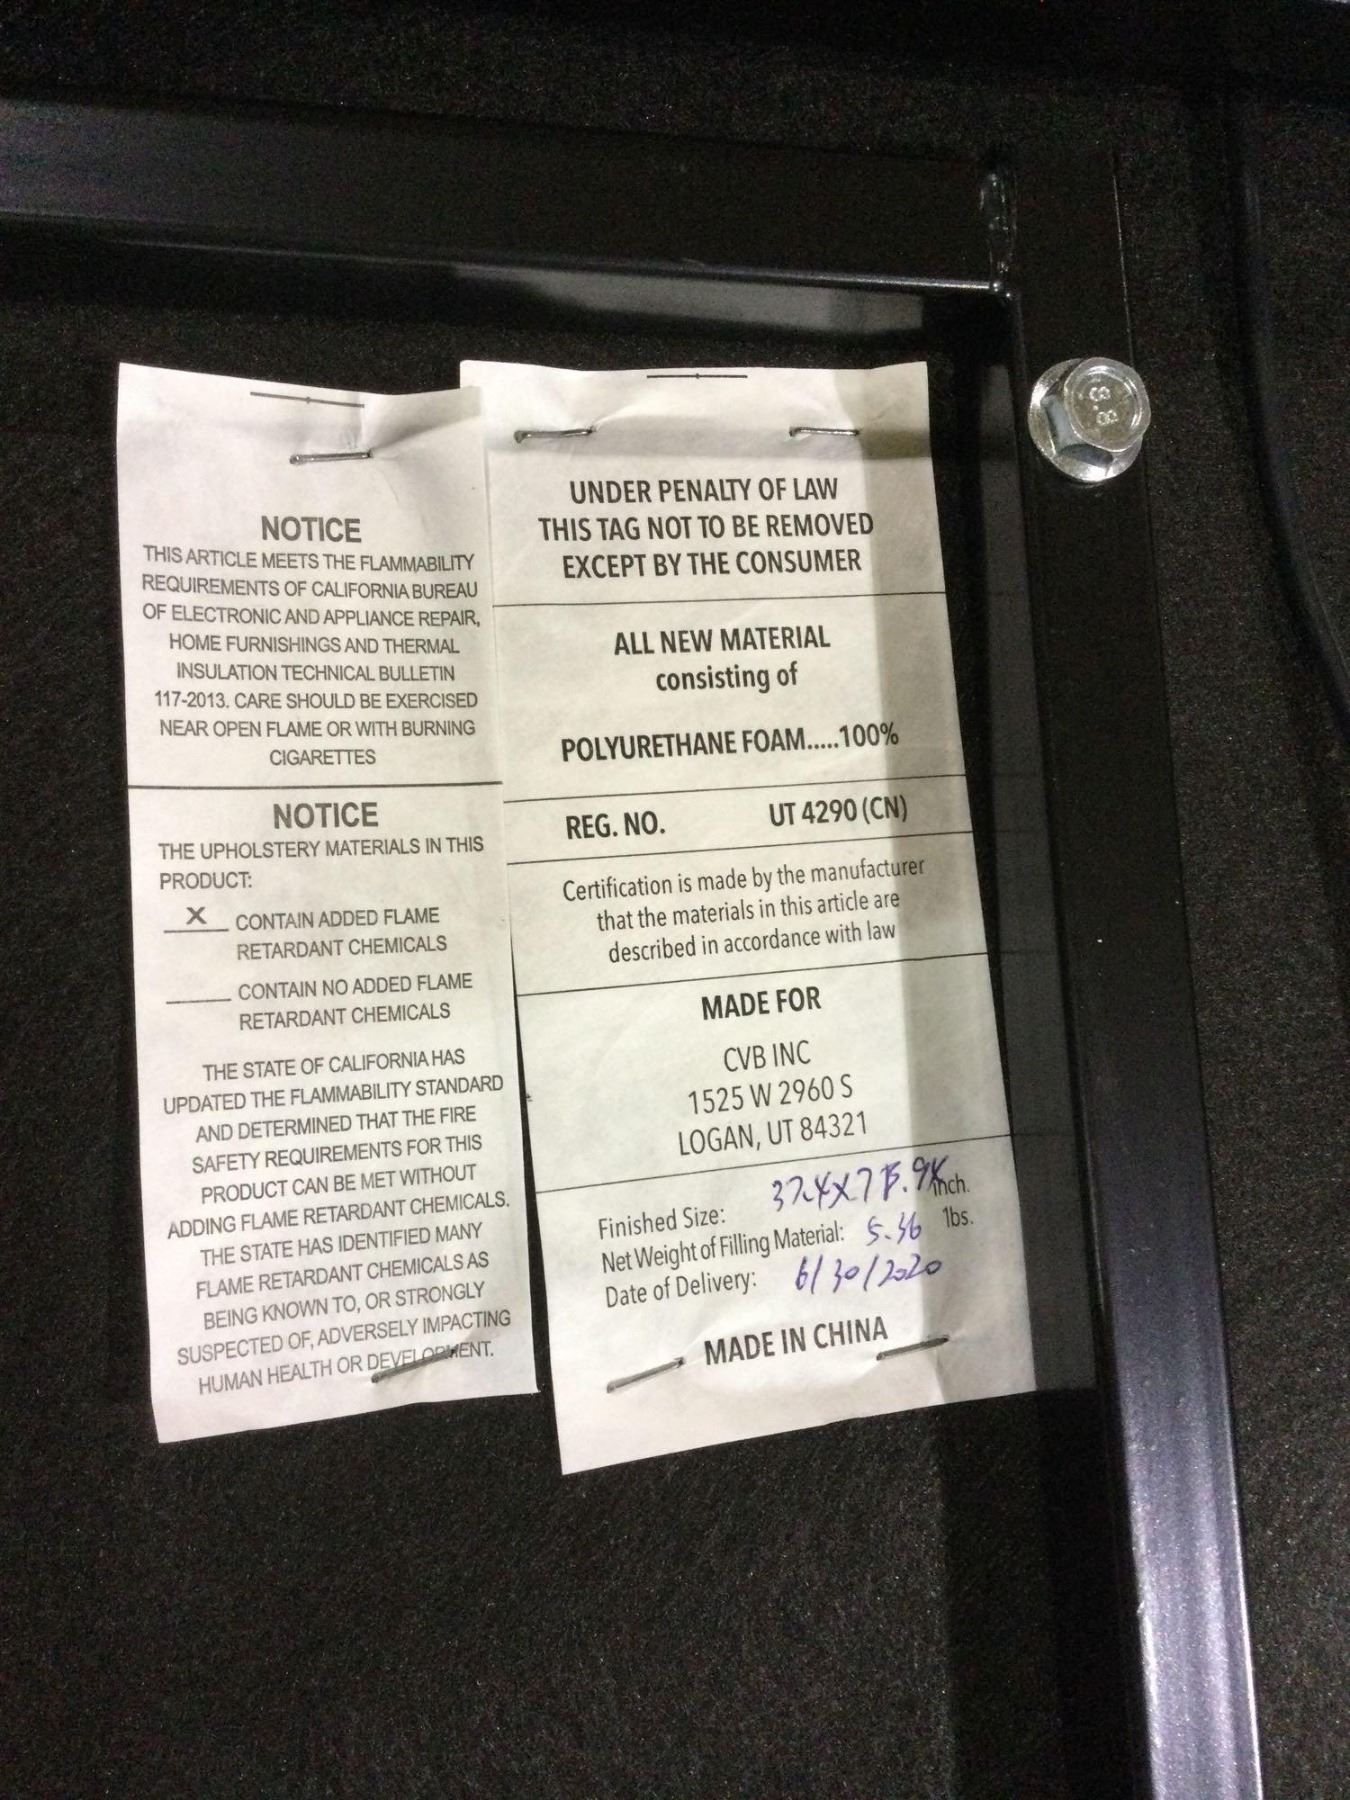 NOTICE
THIS ARTICLE MEETS THE FLAMMABILITY
REQUIREMENTS OF CALIFORNIA BUREAU
OF ELECTRONIC AND APPLIANCE REPAIR,
HOME FURNISHINGS AND THERMAL
INSULATION TECHNICAL BULLETIN
117-2013. CARE SHOULD BE EXERCISED
NEAR OPEN FLAME OR WITH BURNING
CIGARETTES
NOTICE
THE UPHOLSTERY MATERIALS IN THIS
PRODUCT:
X CONTAIN ADDED FLAME
RETARDANT CHEMICALS
CONTAIN NO ADDED FLAME
RETARDANT CHEMICALS
THE STATE OF CALIFORNIA HAS
UPDATED THE FLAMMABILITY STANDARD
AND DETERMINED THAT THE FIRE
SAFETY REQUIREMENTS FOR THIS
PRODUCT CAN BE MET WITHOUT
ADDING FLAME RETARDANT CHEMICALS.
THE STATE HAS IDENTIFIED MANY
FLAME RETARDANT CHEMICALS AS
BEING KNOWN TO, OR STRONGLY
SUSPECTED OF, ADVERSELY IMPACTING
HUMAN HEALTH OR DEVELOPMENT.
UNDER PENALTY OF LAW
THIS TAG NOT TO BE REMOVED
EXCEPT BY THE CONSUMER
ALL NEW MATERIAL
consisting of
POLYURETHANE FOAM.....100%
REG. NO. UT 4290 (CN)
Certification is made by the manufacturer
that the materials in this article are
described in accordance with law
MADE FOR
CVB INC
1525 W 2960 S
LOGAN, UT 84321
Finished Size: inch.
Net Weight of Filling Material: 5.36 1bs.
Date of Delivery: 6/30/2020
MADE IN CHINA
8.8